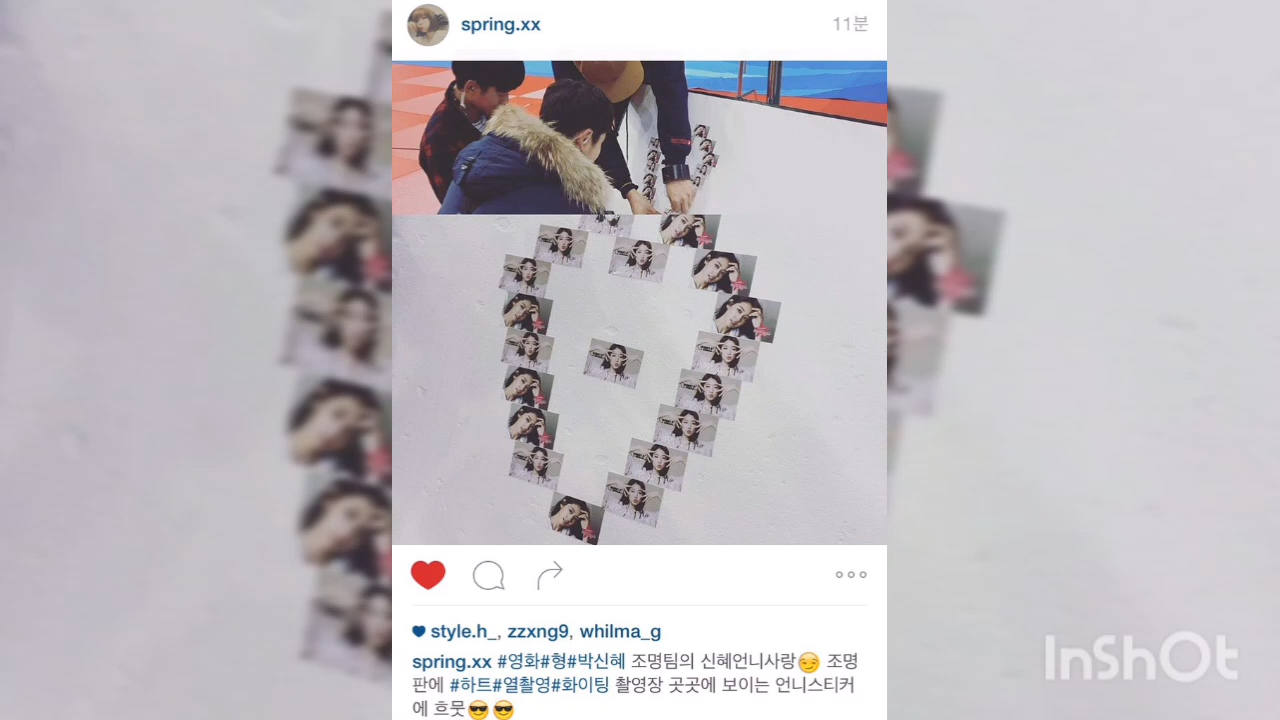 spring.xx
11분
style.h_, zzxng9, whilma_g
spring.xx #영화#형#박신혜 조명팀의 신혜언니사랑😏 조명
판에 #하트#열촬영#화이팅 촬영장 곳곳에 보이는 언니스티커
에 흐뭇😎😎
InShOt